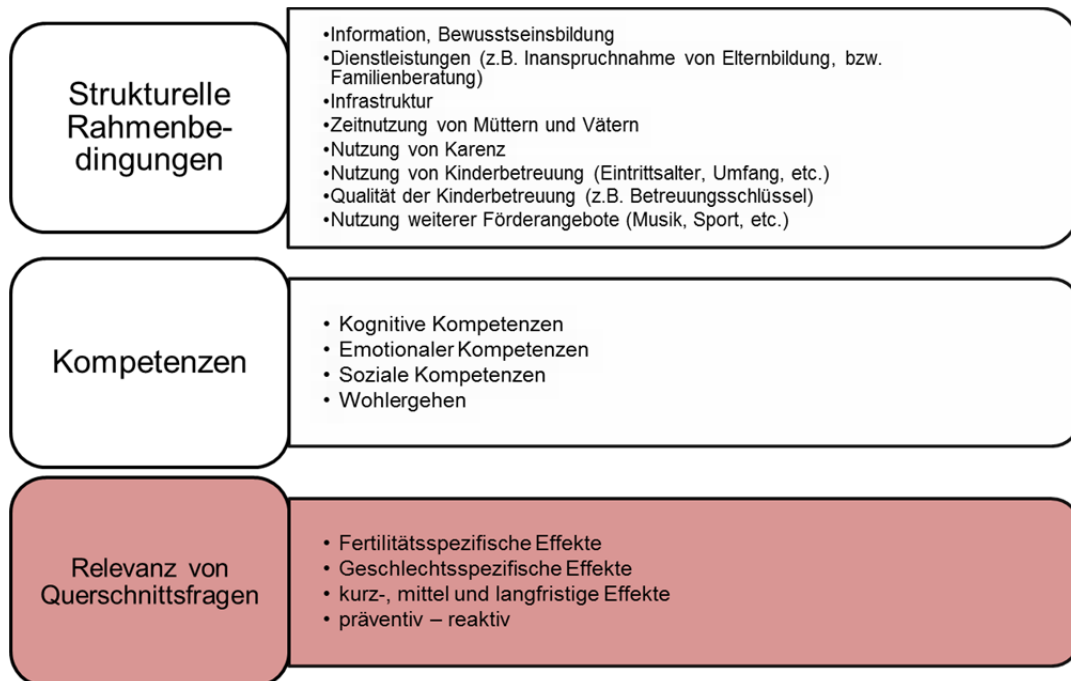 Strukturelle
Rahmenbe-
dingungen
•Information, Bewusstseinsbildung
•Dienstleistungen (z.B. Inanspruchnahme von Elternbildung, bzw.
Familienberatung)
•Infrastruktur
•Zeitnutzung von Müttern und Vätern
•Nutzung von Karenz
•Nutzung von Kinderbetreuung (Eintrittsalter, Umfang, etc.)
•Qualität der Kinderbetreuung (z.B. Betreuungsschlüssel)
•Nutzung weiterer Förderangebote (Musik, Sport, etc.)
Kompetenzen
• Kognitive Kompetenzen
• Emotionaler Kompetenzen
• Soziale Kompetenzen
• Wohlergehen
Relevanz von
Querschnittsfragen
• Fertilitätsspezifische Effekte
• Geschlechtsspezifische Effekte
• kurz-, mittel und langfristige Effekte
• präventiv – reaktiv